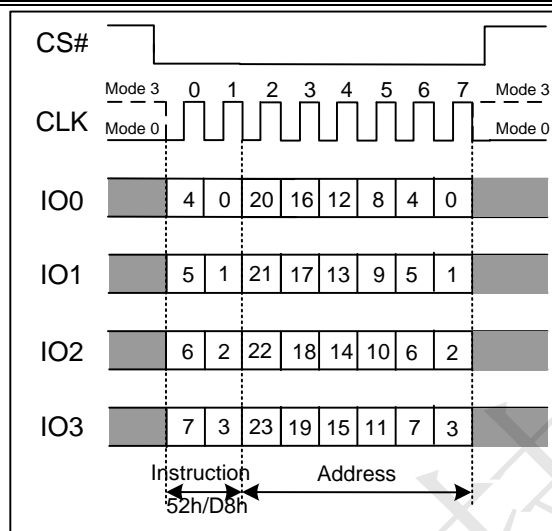 CS#
Mode 3 0 1 2 3 4 5 6 7 Mode 3
CLK
Mode 0 Mode 0
IO0 4 0 20 16 12 8 4 0
IO1 5 1 21 17 13 9 5 1
IO2 6 2 22 18 14 10 6 2
IO3 7 3 23 19 15 11 7 3
Instruction Address
52h/D8h